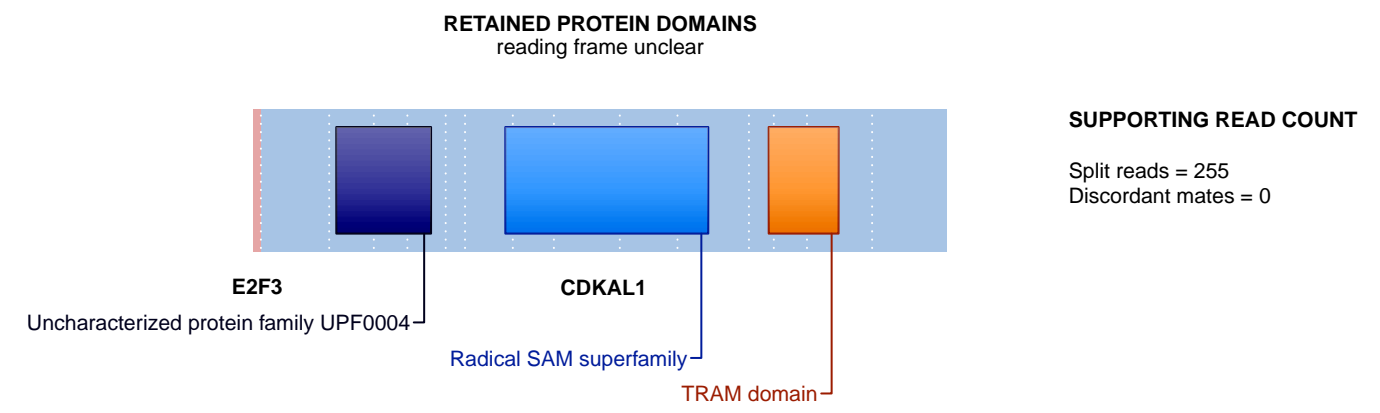 RETAINED PROTEIN DOMAINS
reading frame unclear
SUPPORTING READ COUNT
Split reads = 255
Discordant mates = 0
E2F3
CDKAL1
Uncharacterized protein family UPF0004
Radical SAM superfamily
TRAM domain